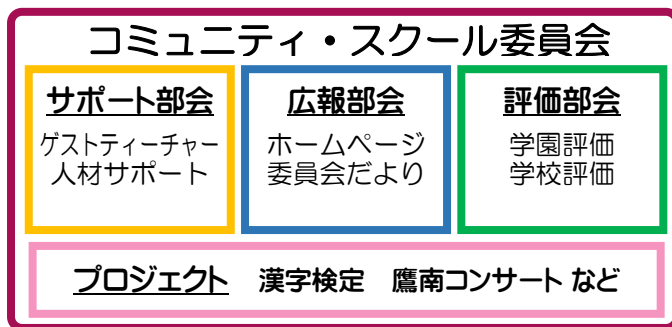 コミュニティ・スクール委員会
サポート部会
ゲストティーチャー
人材サポート
広報部会
ホームページ
委員会だより
評価部会
学園評価
学校評価
プロジェクト 漢字検定 鷹南コンサート など